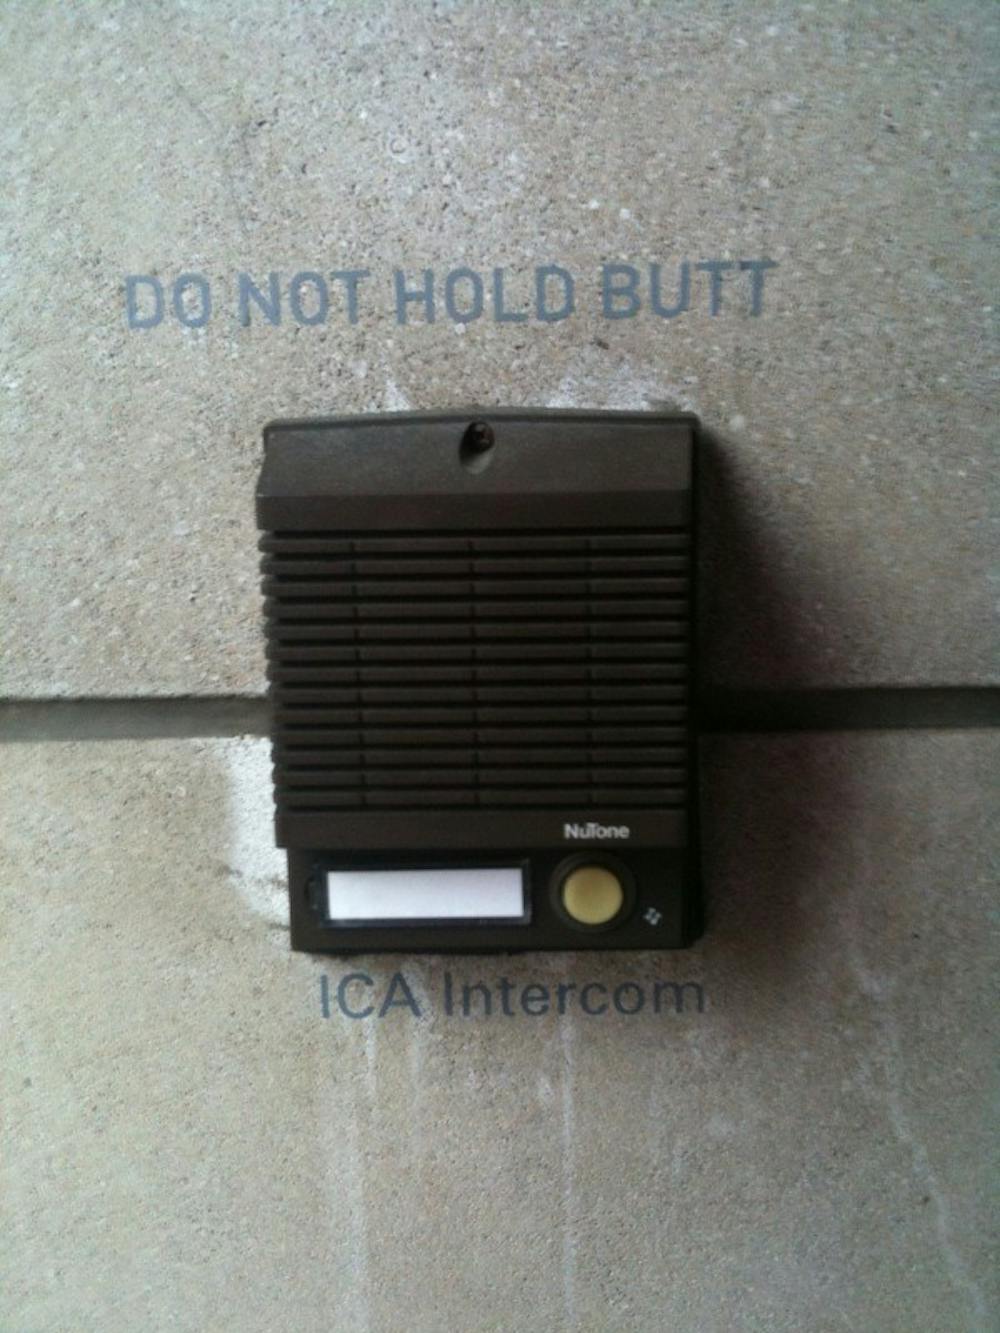 DO NOT HOLD BUTT
NuTone
ICA Intercom